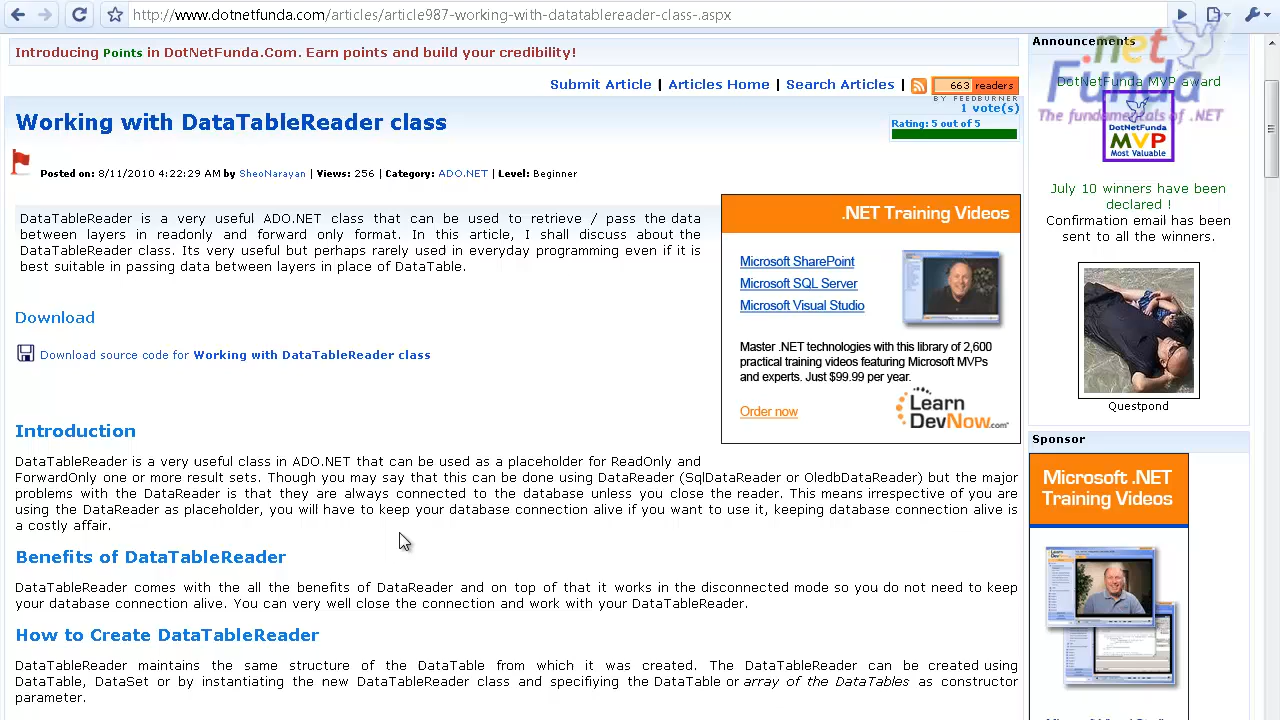 http://www.dotnetfunda.com/articles/article987-working-with-datatablereader-class-.aspx
Introducing Points in DotNetFunda.Com. Earn points and build your credibility!
Submit Article | Articles Home | Search Articles |
663 readers
BY FEEDBURNER
Working with DataTableReader class
1 vote(s)
Rating: 5 out of 5
Posted on: 8/11/2010 4:22:29 AM by SheoNarayan | Views: 256 | Category: ADO.NET | Level: Beginner
DataTableReader is a very useful ADO.NET class that can be used to retrieve / pass the data
between layers in readonly and forward only format. In this article, I shall discuss about the
DataTableReader class. Its very useful but perhaps rarely used in everyday programming even if it is
best suitable in passing data between layers in place of DataTable.
Download
Download source code for Working with DataTableReader class
.NET Training Videos
Microsoft SharePoint
Microsoft SQL Server
Microsoft Visual Studio
Master .NET technologies with this library of 2,600
practical training videos featuring Microsoft MVPs
and experts. Just $99.99 per year.
Order now
Learn
DevNow.com
Introduction
DataTableReader is a very useful class in ADO.NET that can be used as a placeholder for ReadOnly and
ForwardOnly one or more result sets. Though you may say this can be done using DataReader (SqlDataReader or OledbDataReader) but the major
problems with the DataReader is that they are always connected to the database unless you close the reader. This means irrespective of you are
using the DataReader as placeholder, you will have to keep the database connection alive if you want to use it, keeping database connection alive is
a costly affair.
Benefits of DataTableReader
DataTableReader combines the best of both DataTable and DataReader and the most important is that it works in a disconnected mode so you do not need to keep
your database connection alive. You can very well close the connection and work with the DataTableReader.
How to Create DataTableReader
DataTableReader maintains the same structure of the DataTable from which it was created. The DataTableReader can be created using
DataTable, DataSet or by instantiating the DataTableReader class and specifying the DataTable or array of the DataTables as constructor
parameter.
Announcements
.net
Funda
The fundamentals of .NET
DotNetFunda MVP award
DotNetFunda
MVP
Most Valuable
July 10 winners have been
declared !
Confirmation email has been
sent to all the winners.
Questpond
Sponsor
Microsoft .NET
Training Videos